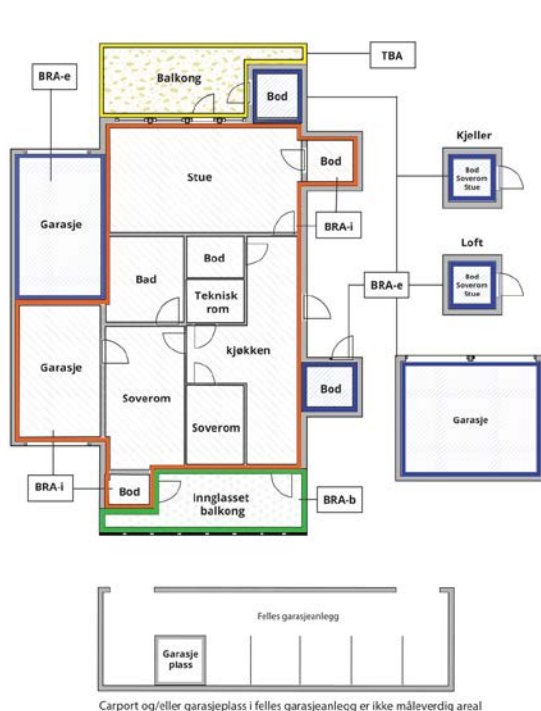 TBA
BRA-e
Balkong
Bod
Kjeller
Bod
Soverom
Stue
Stue
Bod
Garasje
BRA-i
Loft
Bod
Soverom
Stue
Bad
Bod
Teknisk
rom
BRA-e
Garasje
kjøkken
Soverom
Soverom
Bod
Garasje
BRA-i
Bod
Innglasset
balkong
BRA-b
Felles garasjeanlegg
Garasje
plass
Carport og/eller garasjeplass i felles garasjeanlegg er ikke måleverdig areal